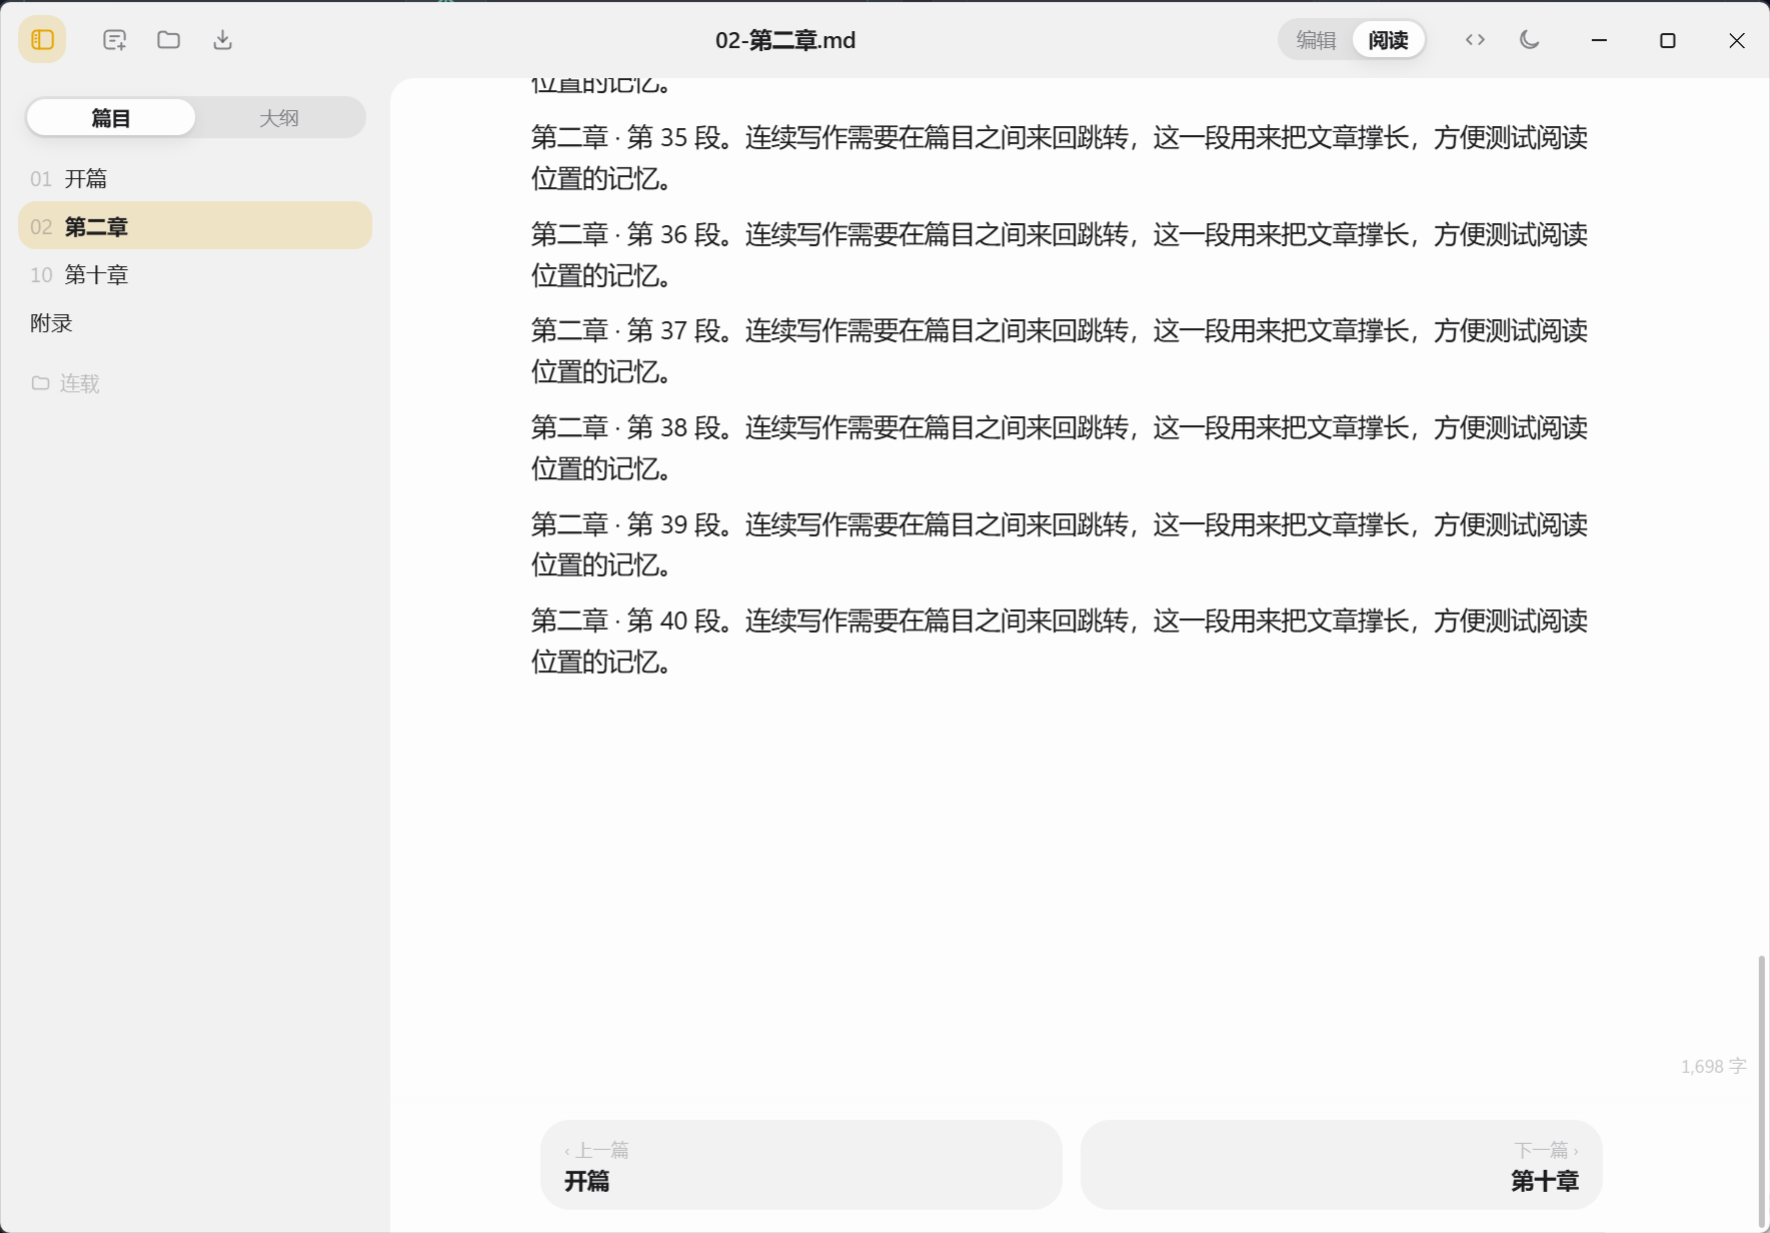 02-第二章.md
编辑
阅读
篇目
大纲
01 开篇
02 第二章
10 第十章
附录
连载
位置的记忆。
第二章 · 第 35 段。连续写作需要在篇目之间来回跳转，这一段用来把文章撑长，方便测试阅读
位置的记忆。
第二章 · 第 36 段。连续写作需要在篇目之间来回跳转，这一段用来把文章撑长，方便测试阅读
位置的记忆。
第二章 · 第 37 段。连续写作需要在篇目之间来回跳转，这一段用来把文章撑长，方便测试阅读
位置的记忆。
第二章 · 第 38 段。连续写作需要在篇目之间来回跳转，这一段用来把文章撑长，方便测试阅读
位置的记忆。
第二章 · 第 39 段。连续写作需要在篇目之间来回跳转，这一段用来把文章撑长，方便测试阅读
位置的记忆。
第二章 · 第 40 段。连续写作需要在篇目之间来回跳转，这一段用来把文章撑长，方便测试阅读
位置的记忆。
1,698 字
‹ 上一篇
开篇
下一篇 ›
第十章